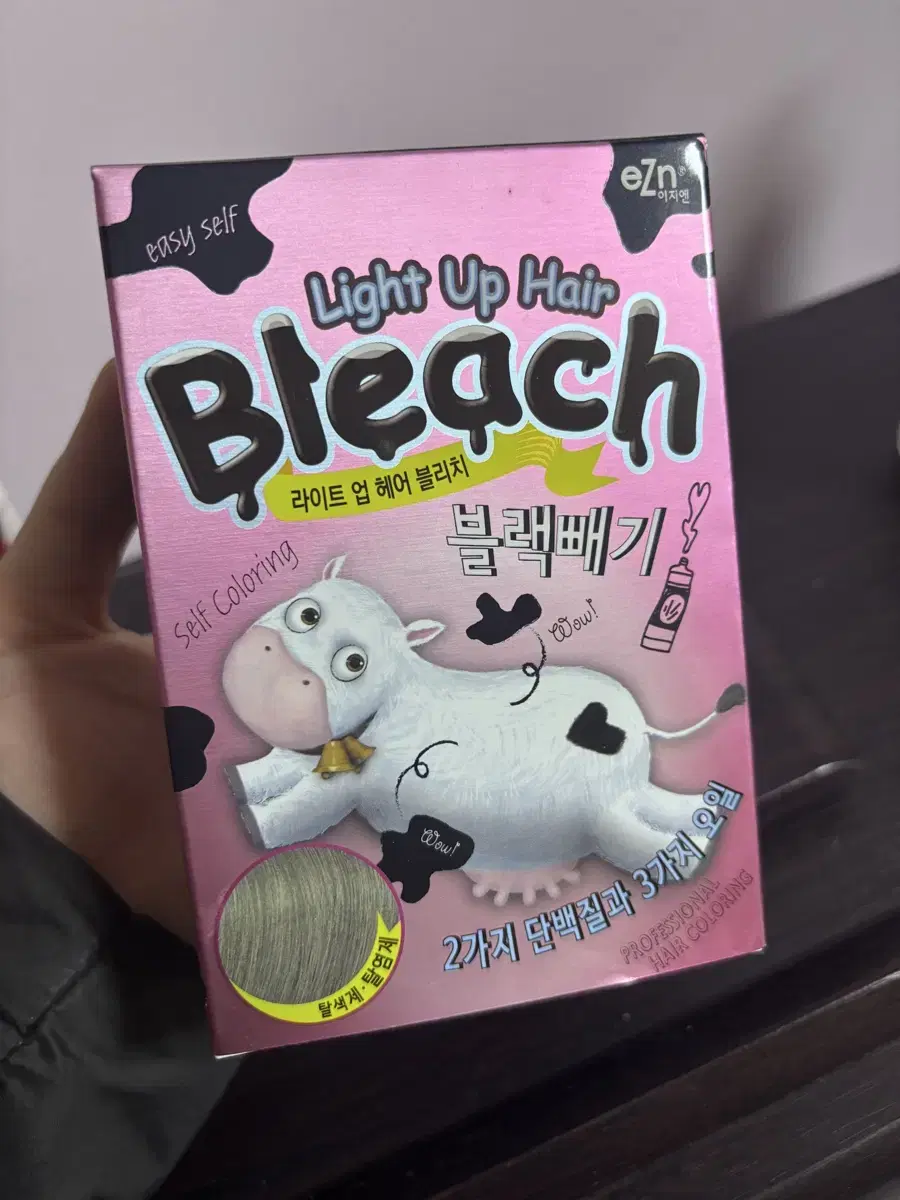 easy self
eZn®
이지엔
Light Up Hair
Bleach
라이트 업 헤어 블리치
블랙빼기
Self Coloring
Wow!
Wow!
2가지 단백질과 3가지 오일
PROFESSIONAL
HAIR COLORING
탈색제·탈염제